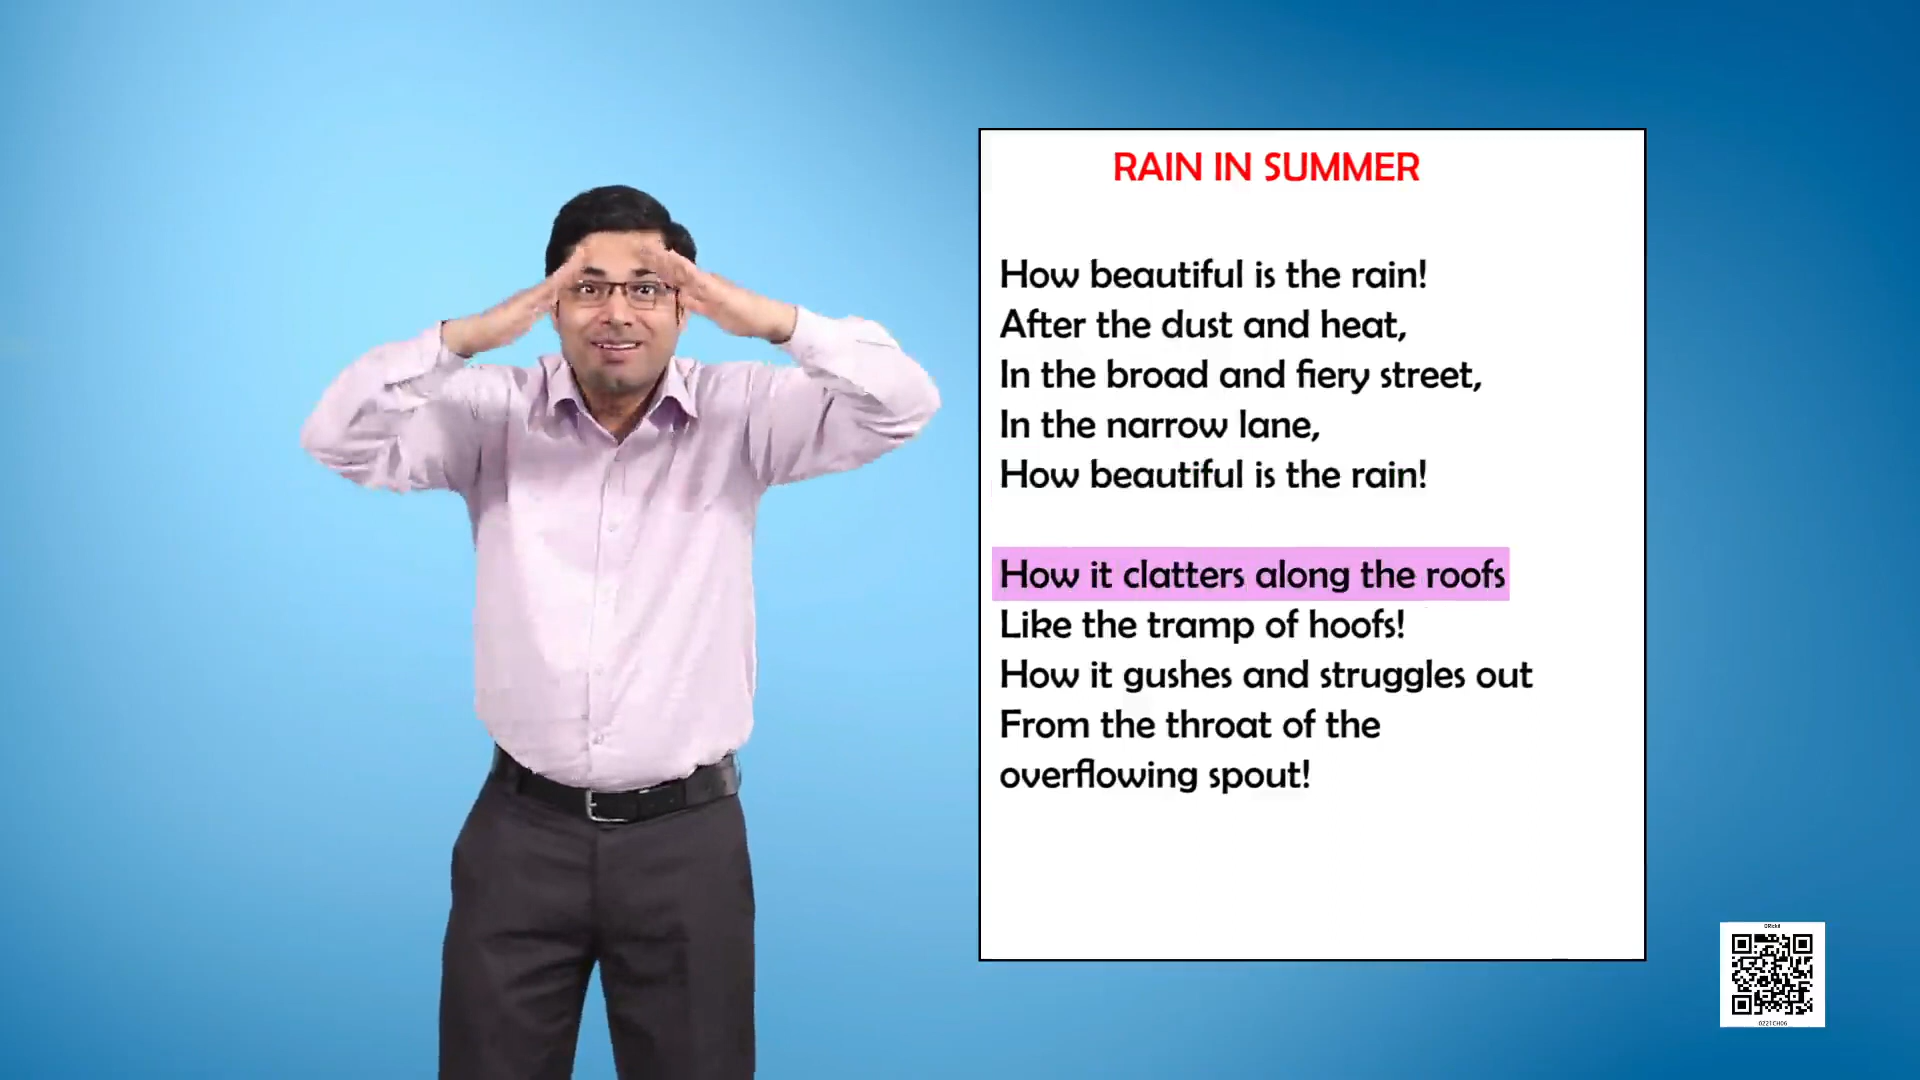 RAIN IN SUMMER
How beautiful is the rain!
After the dust and heat,
In the broad and fiery street,
In the narrow lane,
How beautiful is the rain!
How it clatters along the roofs
Like the tramp of hoofs!
How it gushes and struggles out
From the throat of the
overflowing spout!
0221CH06